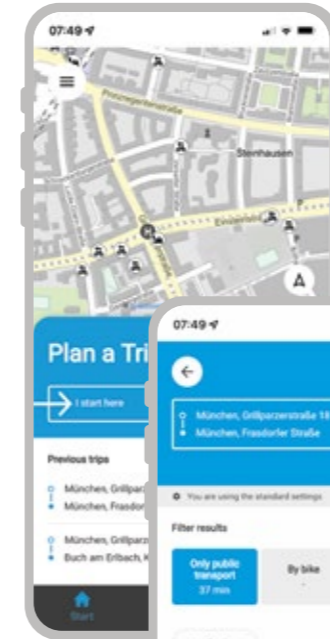 07:49
Prinzregentenstraße
Steinhausen
Plan a Tri
I start here
Previous trips
München, Grillparz
München, Frasdor
München, Grillparz
Buch am Erlbach, K
Start
07:49
München, Grillparzerstraße 18
München, Frasdorfer Straße
You are using the standard settings
Filter results
Only public
transport
37 min
By bike
-